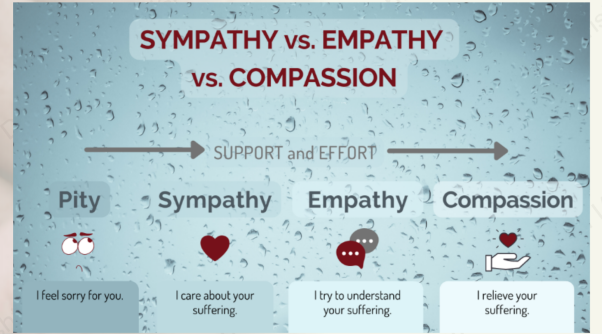 SYMPATHY vs. EMPATHY
vs. COMPASSION
SUPPORT and EFFORT
Pity
Sympathy
Empathy
Compassion
I feel sorry for you.
I care about your
suffering.
I try to understand
your suffering.
I relieve your
suffering.